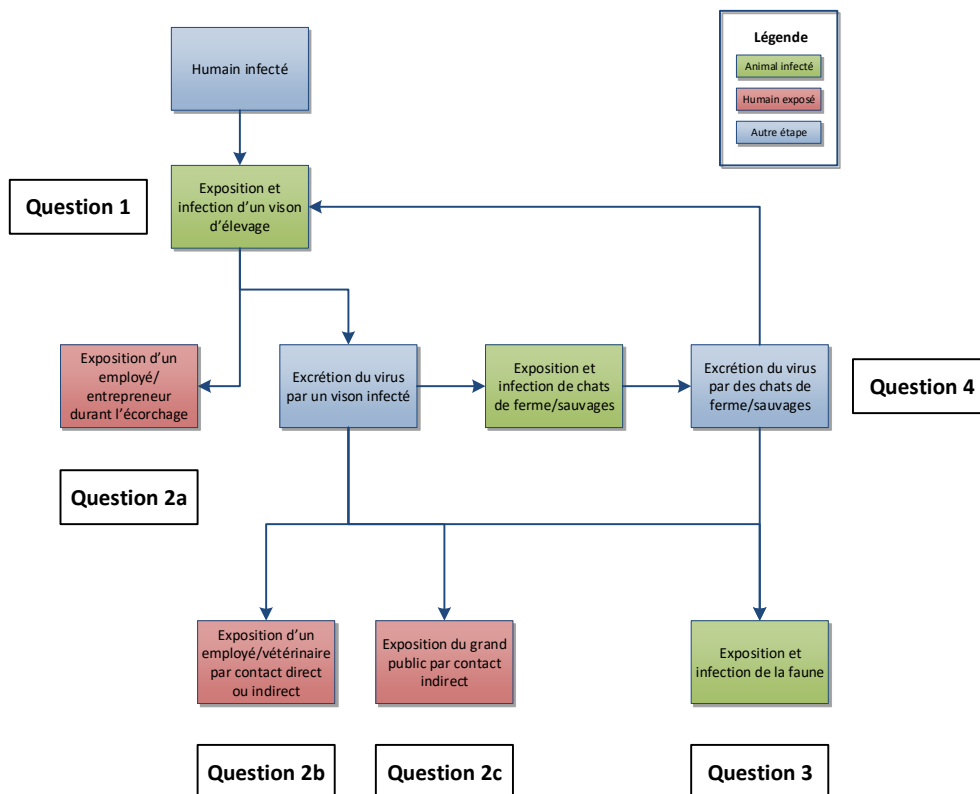 Humain infecté
Légende
Animal infecté
Humain exposé
Autre étape
Question 1
Exposition et
infection d'un vison
d'élevage
Exposition d'un
employé/
entrepreneur
durant l'écorchage
Excrétion du virus
par un vison infecté
Exposition et
infection de chats
de ferme/sauvages
Excrétion du virus
par des chats de
ferme/sauvages
Question 4
Question 2a
Exposition d'un
employé/vétérinaire
par contact direct
ou indirect
Exposition du grand
public par contact
indirect
Exposition et
infection de la faune
Question 2b
Question 2c
Question 3